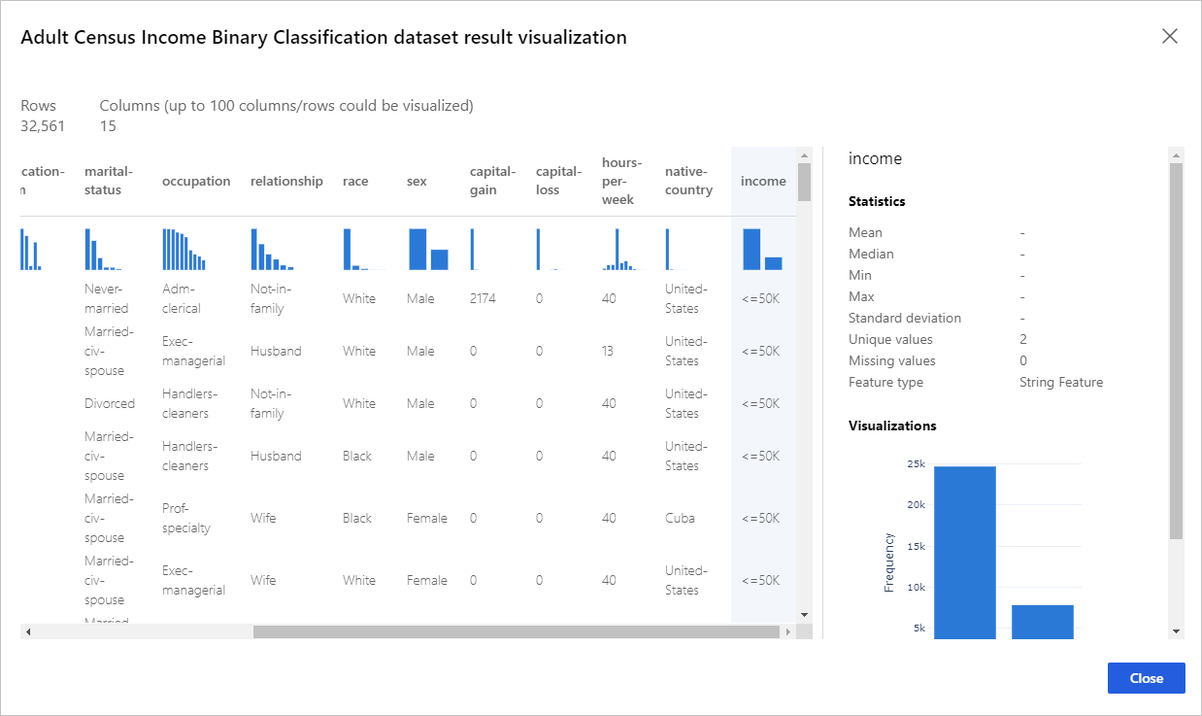 Adult Census Income Binary Classification dataset result visualization
Rows Columns (up to 100 columns/rows could be visualized)
32,561 15
cation- marital-status occupation relationship race sex capital-gain capital-loss hours-per-week native-country income
Never-married Adm-clerical Not-in-family White Male 2174 0 40 United-States <=50K
Married-civ-spouse Exec-managerial Husband White Male 0 0 13 United-States <=50K
Divorced Handlers-cleaners Not-in-family White Male 0 0 40 United-States <=50K
Married-civ-spouse Handlers-cleaners Husband Black Male 0 0 40 United-States <=50K
Married-civ-spouse Prof-specialty Wife Black Female 0 0 40 Cuba <=50K
Married-civ-spouse Exec-managerial Wife White Female 0 0 40 United-States <=50K
Married
income
Statistics
Mean -
Median -
Min -
Max -
Standard deviation -
Unique values 2
Missing values 0
Feature type String Feature
Visualizations
25k
20k
15k
10k
5k
Frequency
Close